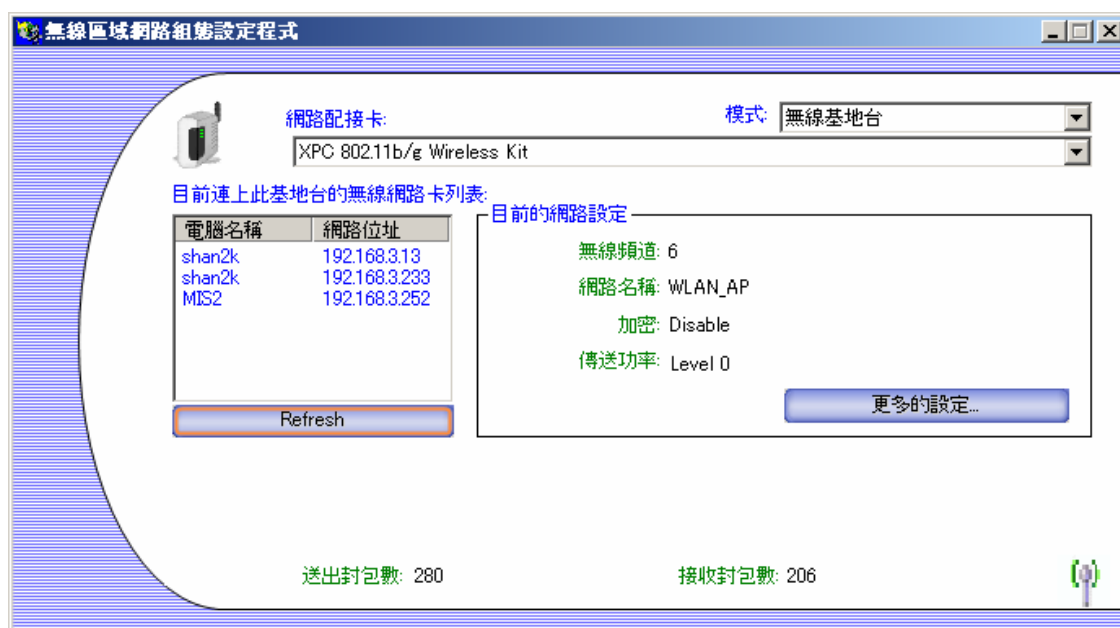 無線區域網路組態設定程式
網路配接卡:
模式: 無線基地台
XPC 802.11b/g Wireless Kit
目前連上此基地台的無線網路卡列表:
電腦名稱 網路位址
shan2k 192.168.3.13
shan2k 192.168.3.233
MIS2 192.168.3.252
Refresh
目前的網路設定
無線頻道: 6
網路名稱: WLAN_AP
加密: Disable
傳送功率: Level 0
更多的設定...
送出封包數: 280
接收封包數: 206